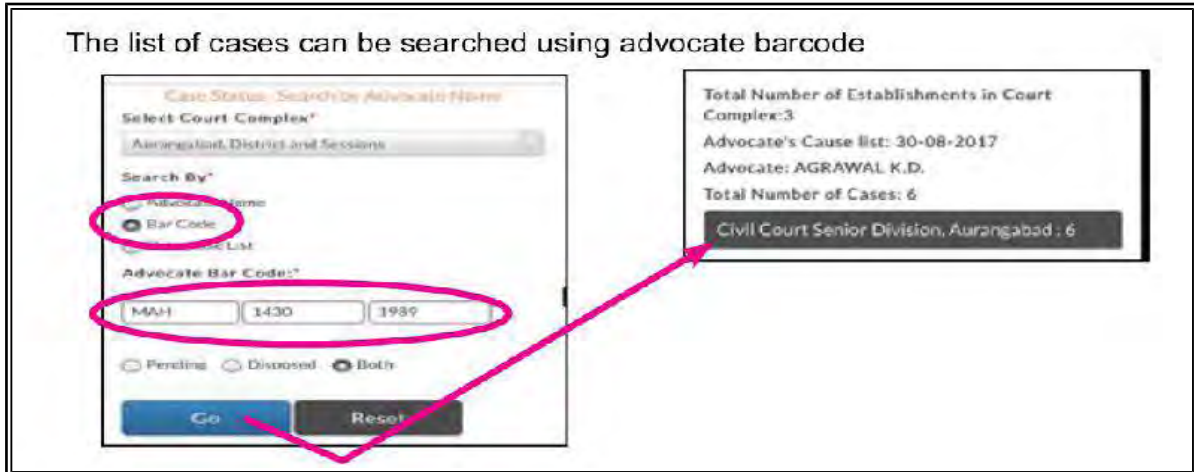 The list of cases can be searched using advocate barcode
Case Status: Search by Advocate Name
Select Court Complex*
Aurangabad, District and Sessions
Search By*
Advocate Name
Bar Code
List
Advocate Bar Code:*
MAH 1430 1989
Pending Disposed Both
Go Reset
Total Number of Establishments in Court
Complex:3
Advocate's Cause list: 30-08-2017
Advocate: AGRAWAL K.D.
Total Number of Cases: 6
Civil Court Senior Division, Aurangabad : 6